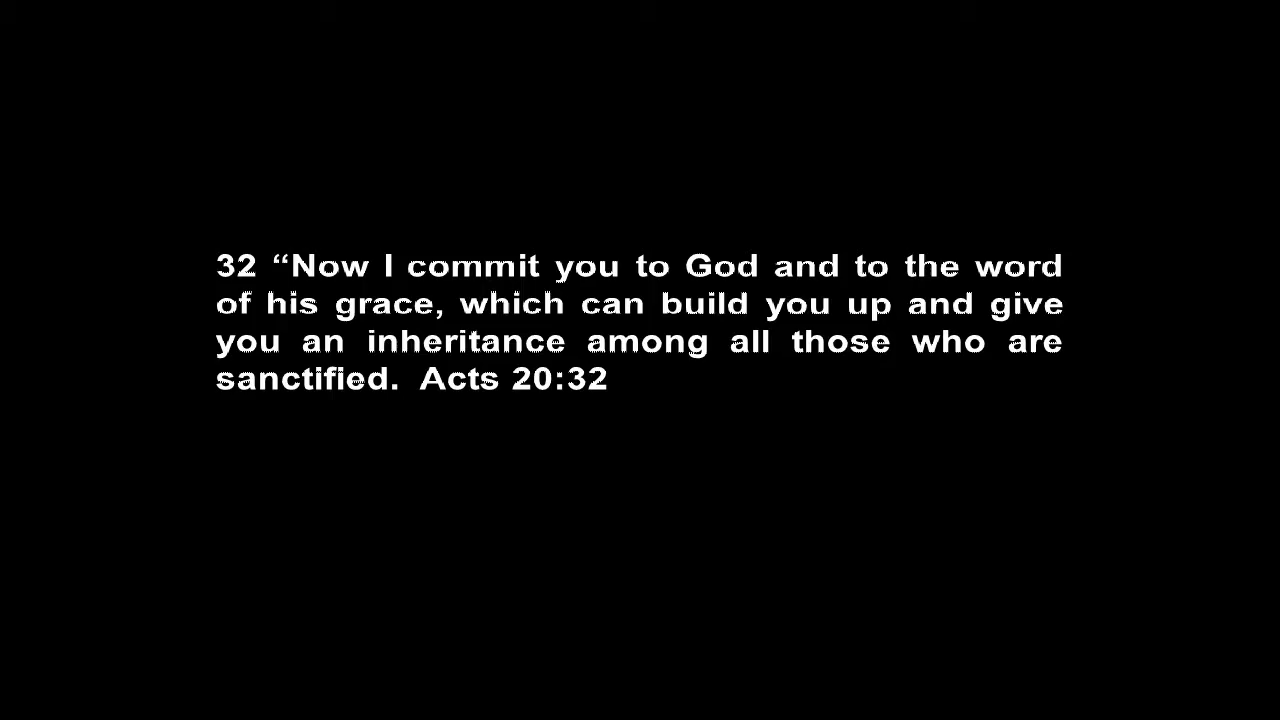 32 “Now I commit you to God and to the word
of his grace, which can build you up and give
you an inheritance among all those who are
sanctified.  Acts 20:32